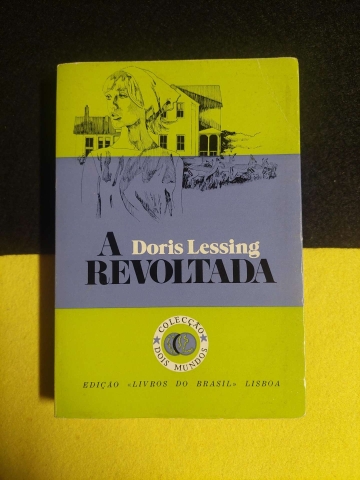 A Doris Lessing
REVOLTADA
COLECÇÃO
DOIS MUNDOS
EDIÇÃO «LIVROS DO BRASIL» LISBOA